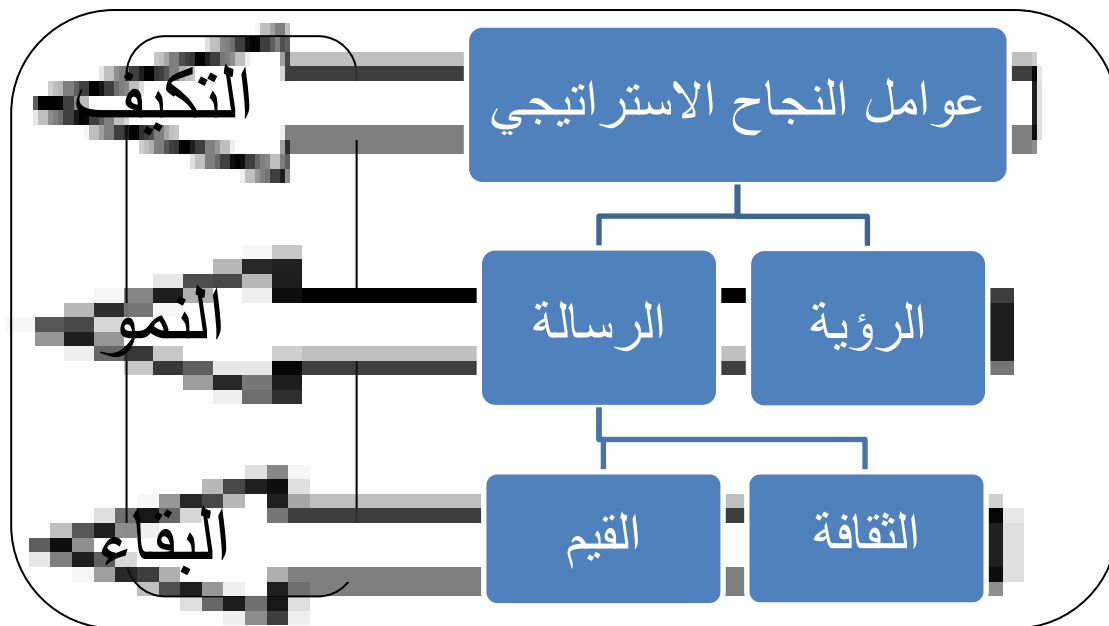 عوامل النجاح الاستراتيجي
التكيف
الرؤية
الرسالة
النمو
الثقافة
القيم
البقاء